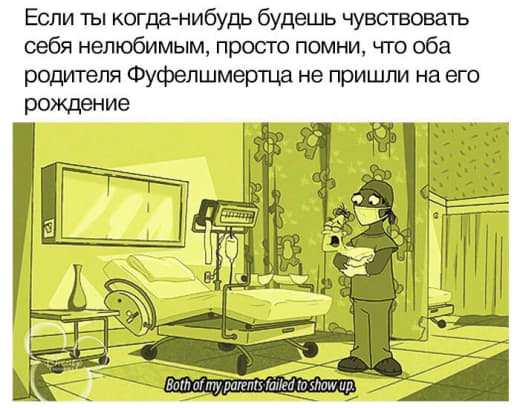 Если ты когда-нибудь будешь чувствовать
себя нелюбимым, просто помни, что оба
родителя Фуфелшмертца не пришли на его
рождение
Both of my parents failed to show up.